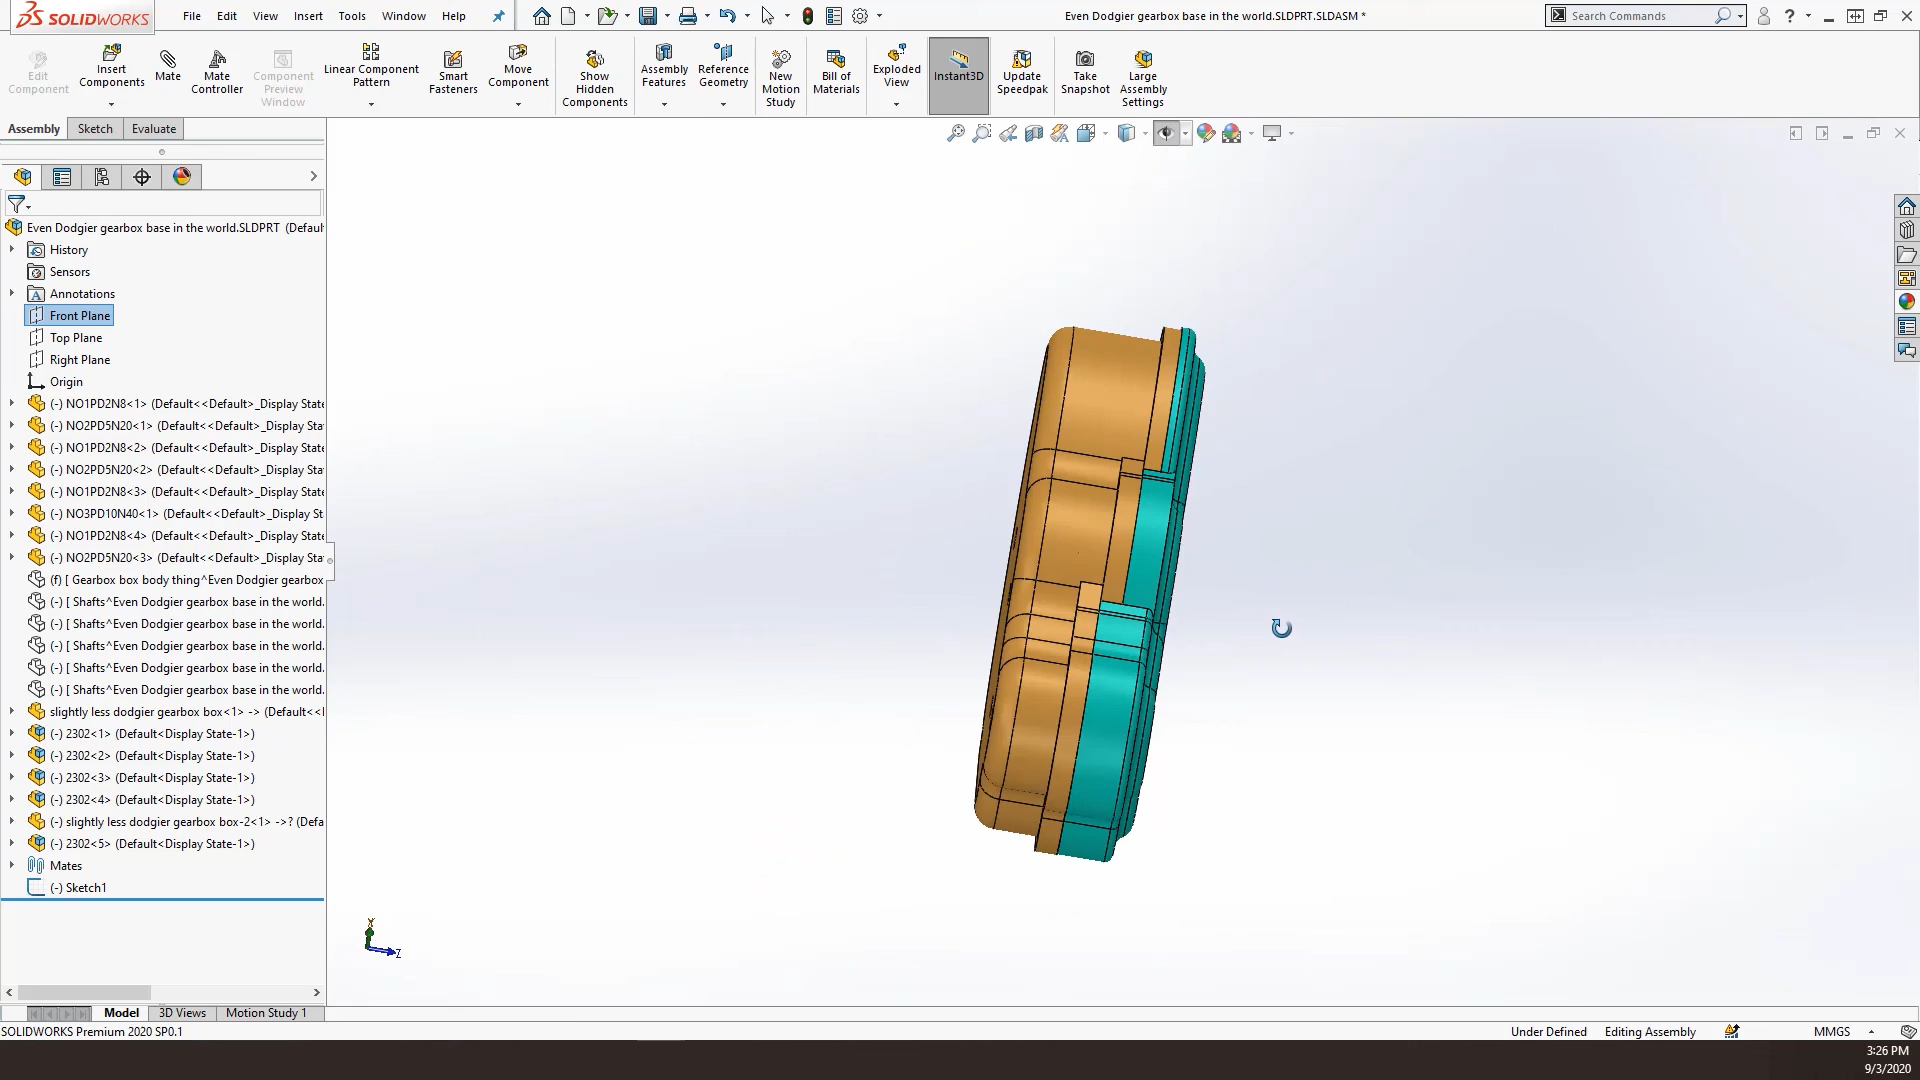 SOLIDWORKS File Edit View Insert Tools Window Help
Even Dodgier gearbox base in the world.SLDPRT.SLDASM *
Search Commands
?
Edit Component
Insert Components
Mate
Mate Controller
Component Preview Window
Linear Component Pattern
Smart Fasteners
Move Component
Show Hidden Components
Assembly Features
Reference Geometry
New Motion Study
Bill of Materials
Exploded View
Instant3D
Update Speedpak
Take Snapshot
Large Assembly Settings
Assembly Sketch Evaluate
Even Dodgier gearbox base in the world.SLDPRT (Defaul
History
Sensors
Annotations
Front Plane
Top Plane
Right Plane
Origin
(-) NO1PD2N8<1> (Default<<Default>_Display State
(-) NO2PD5N20<1> (Default<<Default>_Display Sta
(-) NO1PD2N8<2> (Default<<Default>_Display State
(-) NO2PD5N20<2> (Default<<Default>_Display Sta
(-) NO1PD2N8<3> (Default<<Default>_Display State
(-) NO3PD10N40<1> (Default<<Default>_Display St
(-) NO1PD2N8<4> (Default<<Default>_Display State
(-) NO2PD5N20<3> (Default<<Default>_Display Sta
(f) [ Gearbox box body thing^Even Dodgier gearbox
(-) [ Shafts^Even Dodgier gearbox base in the world.
(-) [ Shafts^Even Dodgier gearbox base in the world.
(-) [ Shafts^Even Dodgier gearbox base in the world.
(-) [ Shafts^Even Dodgier gearbox base in the world.
(-) [ Shafts^Even Dodgier gearbox base in the world.
slightly less dodgier gearbox box<1> -> (Default<<
(-) 2302<1> (Default<Display State-1>)
(-) 2302<2> (Default<Display State-1>)
(-) 2302<3> (Default<Display State-1>)
(-) 2302<4> (Default<Display State-1>)
(-) slightly less dodgier gearbox box-2<1> ->? (Defa
(-) 2302<5> (Default<Display State-1>)
Mates
(-) Sketch1
Y
Z
Model 3D Views Motion Study 1
SOLIDWORKS Premium 2020 SP0.1
Under Defined Editing Assembly MMGS
3:26 PM
9/3/2020